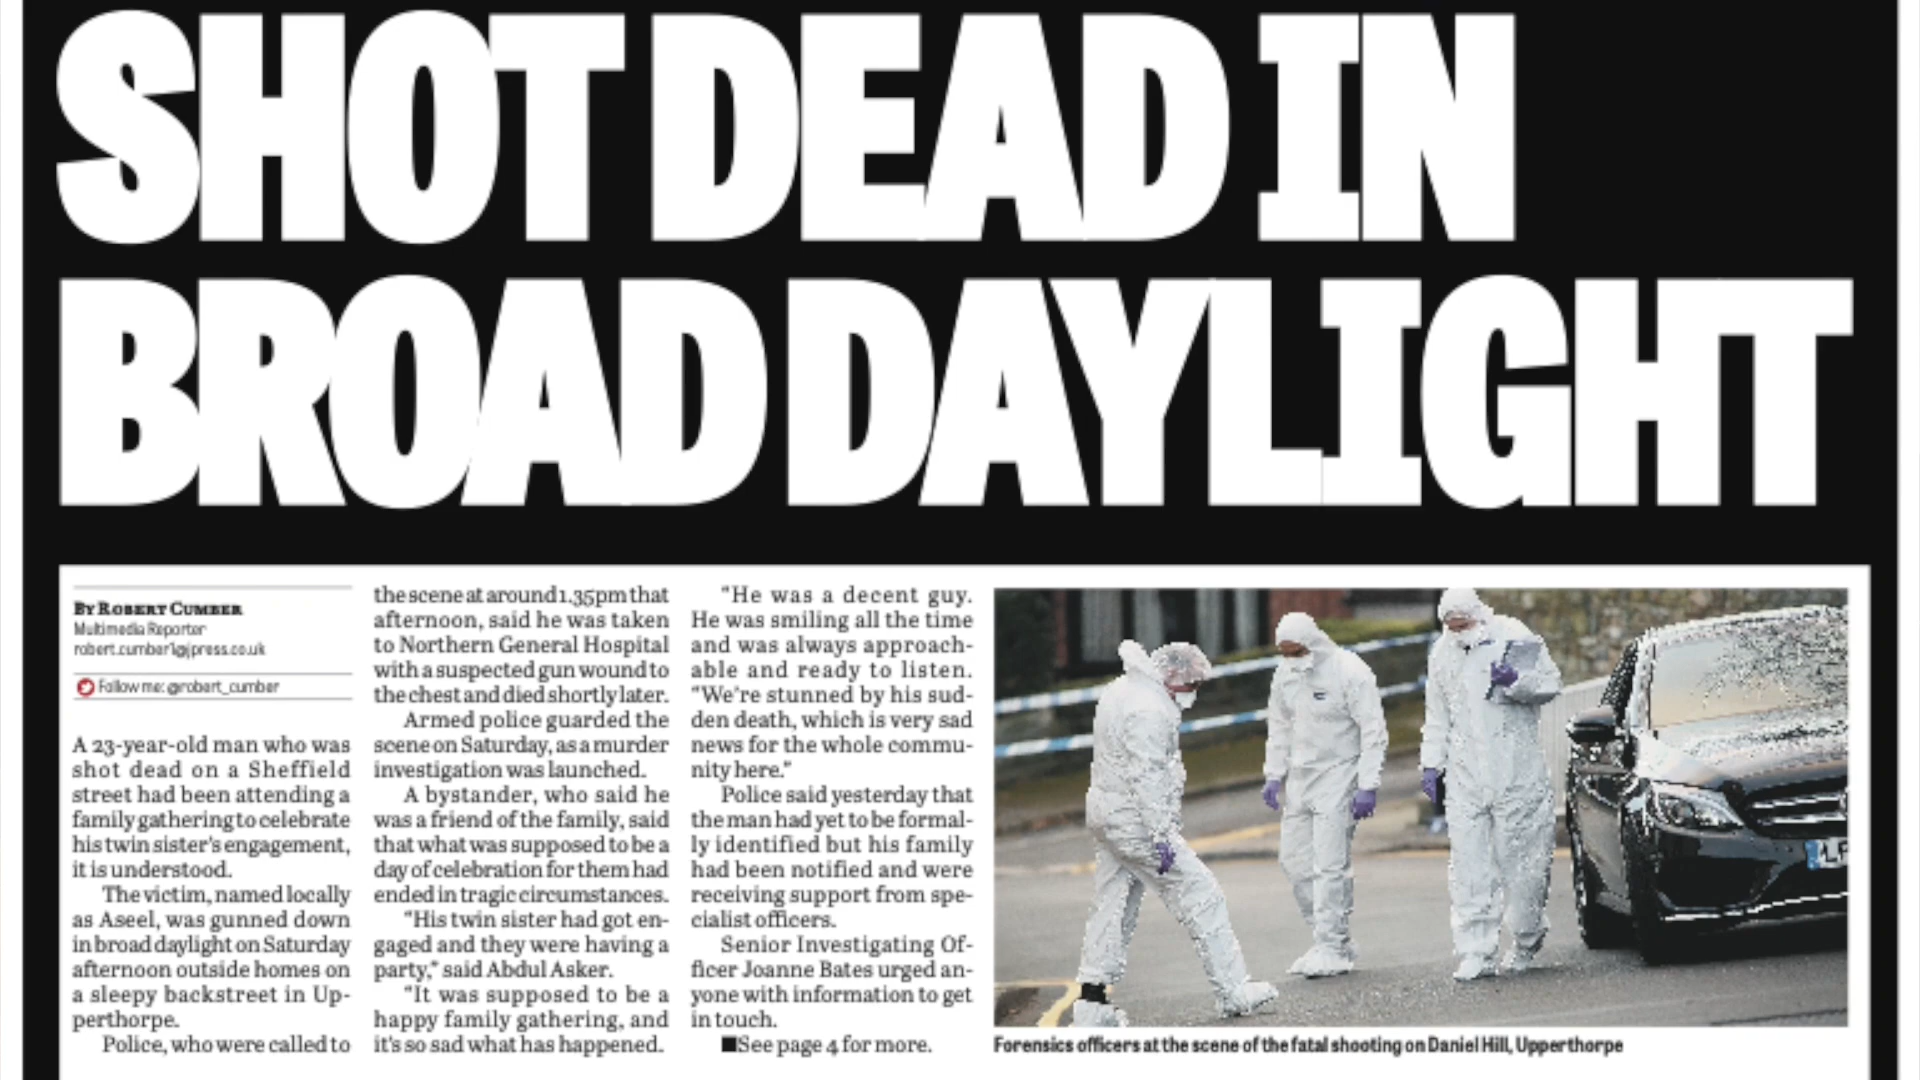 SHOT DEAD IN
BROAD DAYLIGHT
BY ROBERT CUMBER
Multimedia Reporter
robert.cumber1@jpress.co.uk
Follow me: @robert_cumber
A 23-year-old man who was
shot dead on a Sheffield
street had been attending a
family gathering to celebrate
his twin sister's engagement,
it is understood.
The victim, named locally
as Aseel, was gunned down
in broad daylight on Saturday
afternoon outside homes on
a sleepy backstreet in Up-
perthorpe.
Police, who were called to
the scene at around 1.35pm that
afternoon, said he was taken
to Northern General Hospital
with a suspected gun wound to
the chest and died shortly later.
Armed police guarded the
scene on Saturday, as a murder
investigation was launched.
A bystander, who said he
was a friend of the family, said
that what was supposed to be a
day of celebration for them had
ended in tragic circumstances.
"His twin sister had got en-
gaged and they were having a
party," said Abdul Asker.
"It was supposed to be a
happy family gathering, and
it's so sad what has happened.
"He was a decent guy.
He was smiling all the time
and was always approach-
able and ready to listen.
"We're stunned by his sud-
den death, which is very sad
news for the whole commu-
nity here."
Police said yesterday that
the man had yet to be formal-
ly identified but his family
had been notified and were
receiving support from spe-
cialist officers.
Senior Investigating Of-
ficer Joanne Bates urged an-
yone with information to get
in touch.
■See page 4 for more.
Forensics officers at the scene of the fatal shooting on Daniel Hill, Upperthorpe